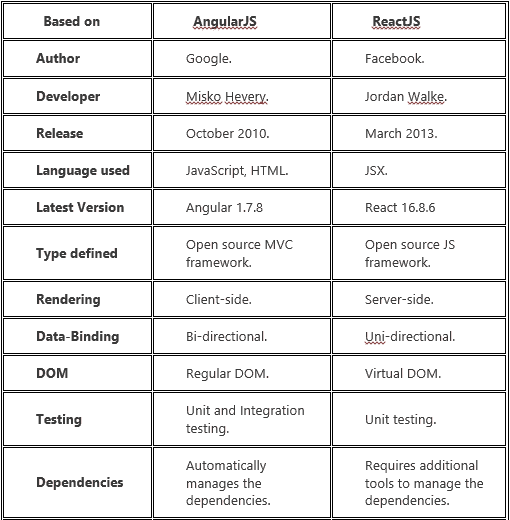 Based on AngularJS ReactJS
Author Google. Facebook.
Developer Misko Hevery. Jordan Walke.
Release October 2010. March 2013.
Language used JavaScript, HTML. JSX.
Latest Version Angular 1.7.8 React 16.8.6
Type defined Open source MVC framework. Open source JS framework.
Rendering Client-side. Server-side.
Data-Binding Bi-directional. Uni-directional.
DOM Regular DOM. Virtual DOM.
Testing Unit and Integration testing. Unit testing.
Dependencies Automatically manages the dependencies. Requires additional tools to manage the dependencies.